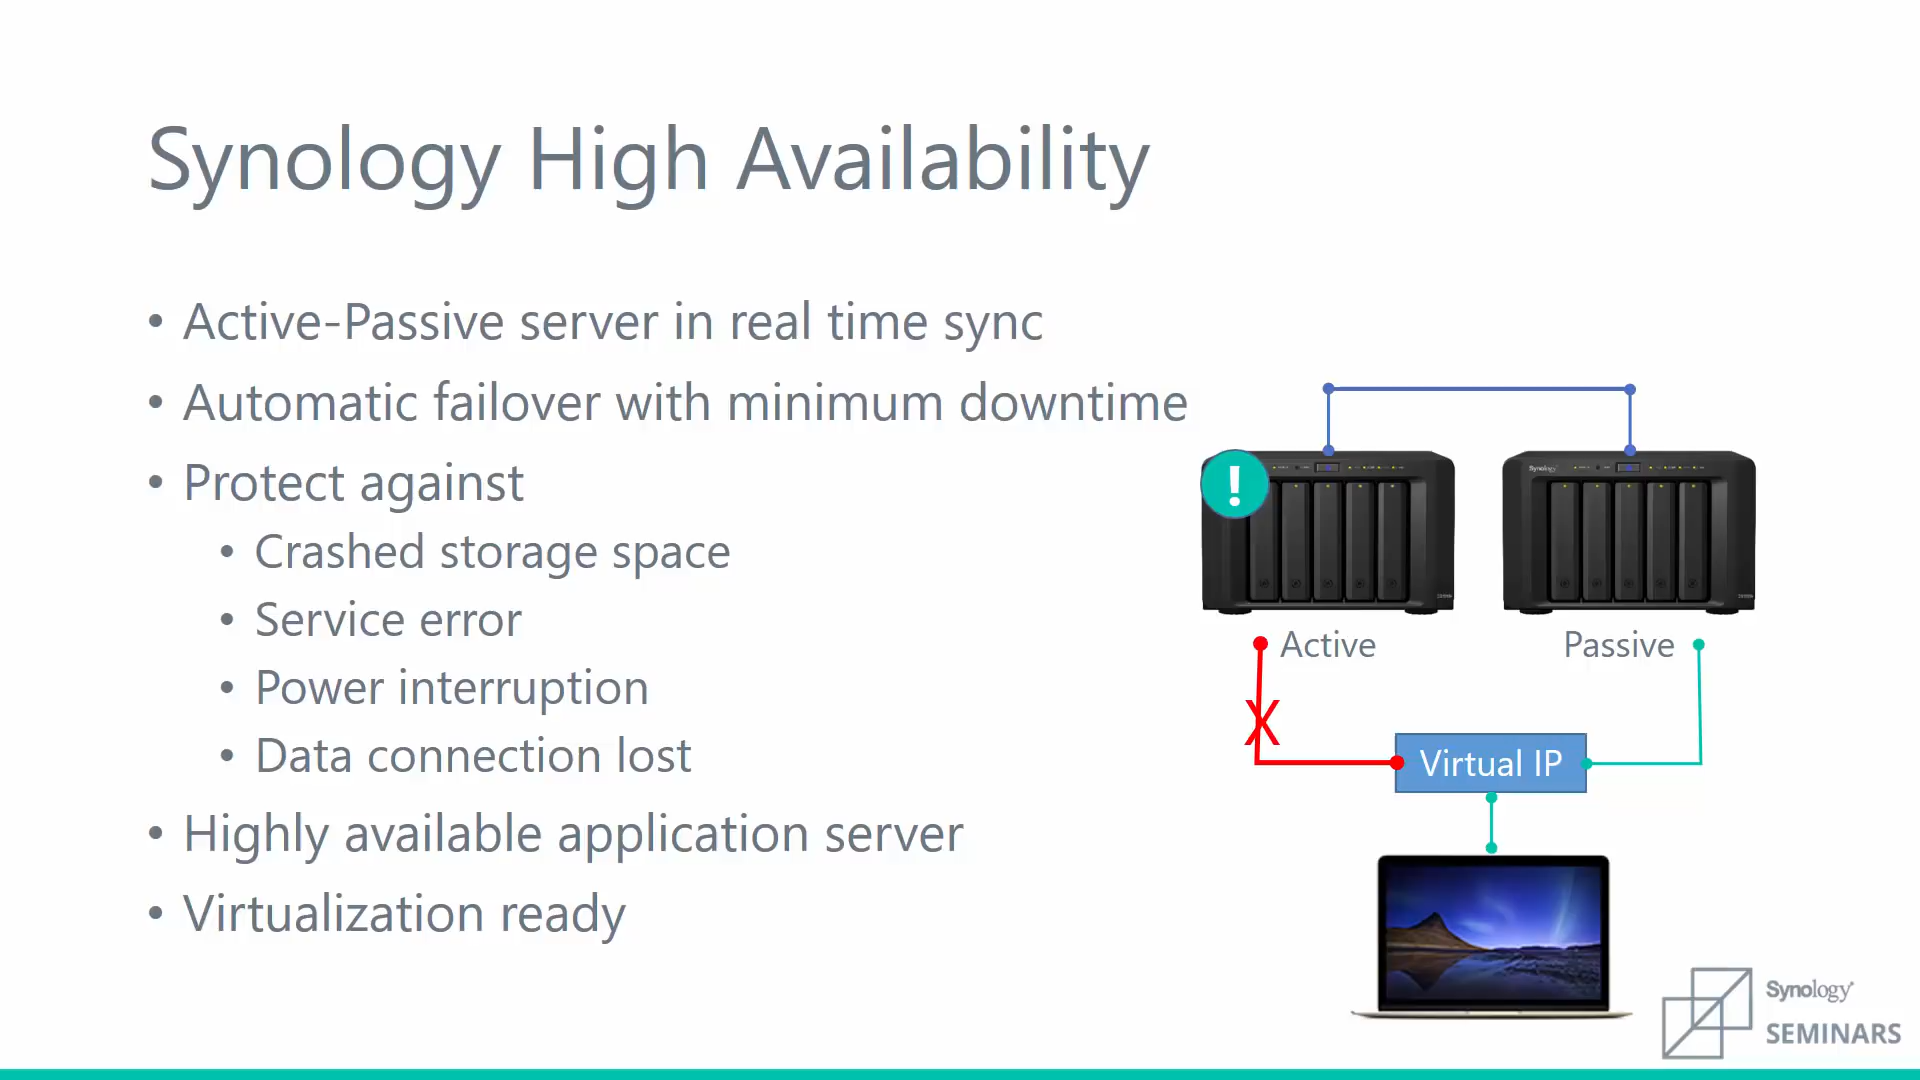 Synology High Availability
• Active-Passive server in real time sync
• Automatic failover with minimum downtime
• Protect against
• Crashed storage space
• Service error
• Power interruption
• Data connection lost
• Highly available application server
• Virtualization ready
!
Synology
Active
Passive
X
Virtual IP
Synology
SEMINARS